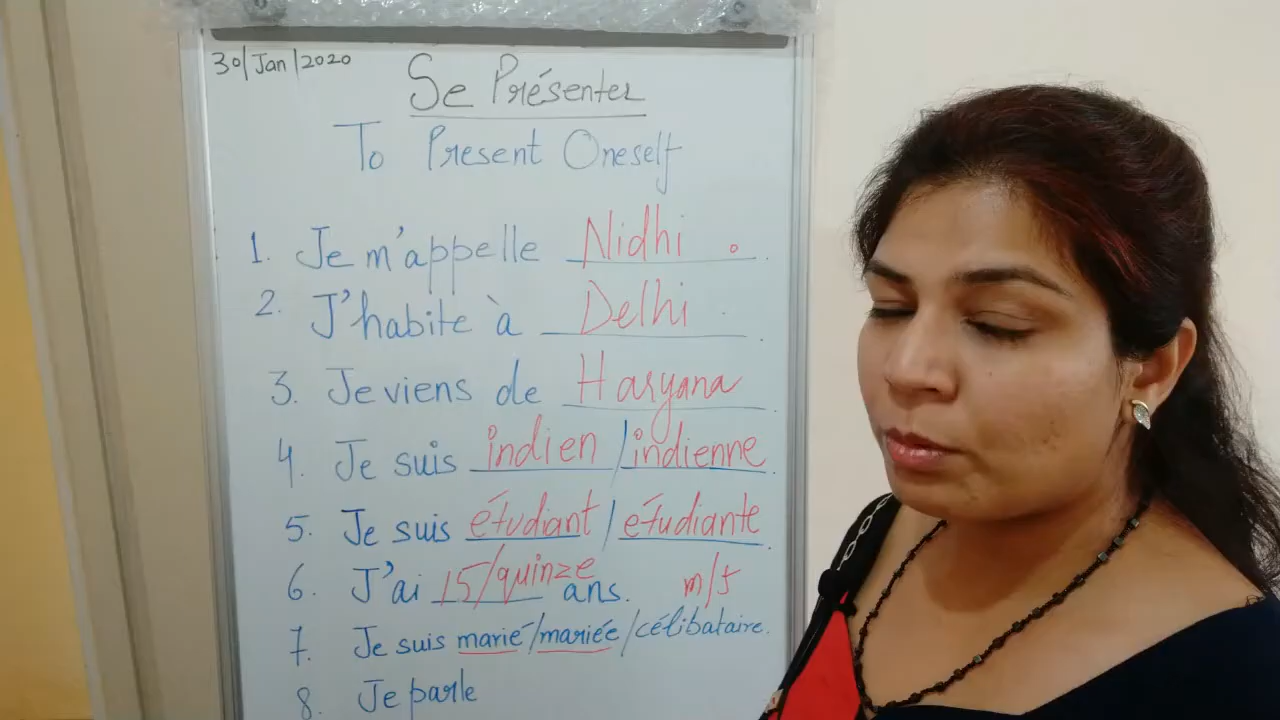 30/Jan/2020
Se Présenter
To Present Oneself
1. Je m'appelle Nidhi.
2. J'habite à Delhi.
3. Je viens de Haryana.
4. Je suis indien/indienne.
5. Je suis étudiant/étudiante.
6. J'ai 15/quinze ans. m/f
7. Je suis marié/mariée/célibataire.
8. Je parle